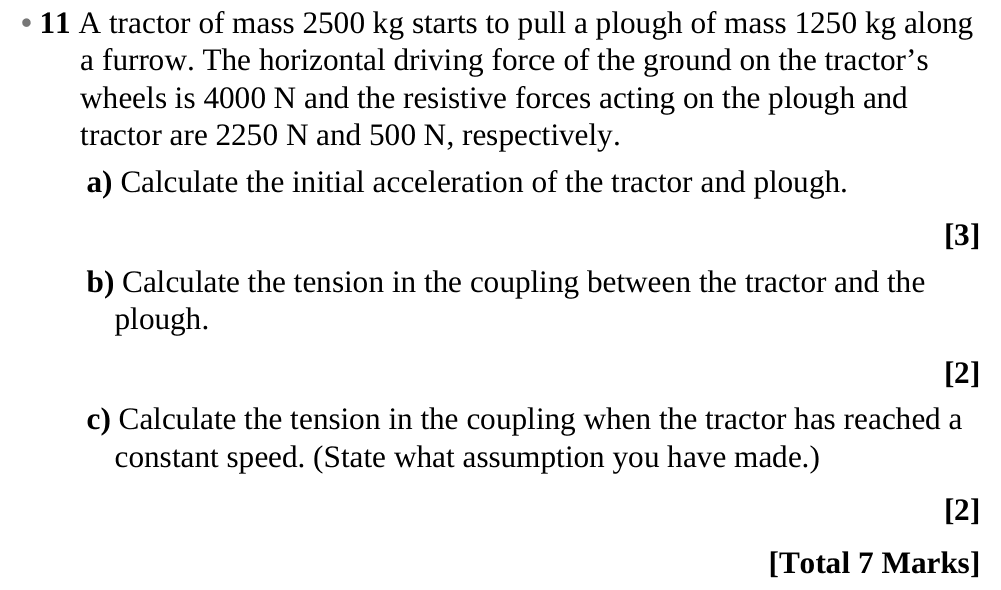 • 11 A tractor of mass 2500 kg starts to pull a plough of mass 1250 kg along
a furrow. The horizontal driving force of the ground on the tractor’s
wheels is 4000 N and the resistive forces acting on the plough and
tractor are 2250 N and 500 N, respectively.
a) Calculate the initial acceleration of the tractor and plough.
[3]
b) Calculate the tension in the coupling between the tractor and the
plough.
[2]
c) Calculate the tension in the coupling when the tractor has reached a
constant speed. (State what assumption you have made.)
[2]
[Total 7 Marks]